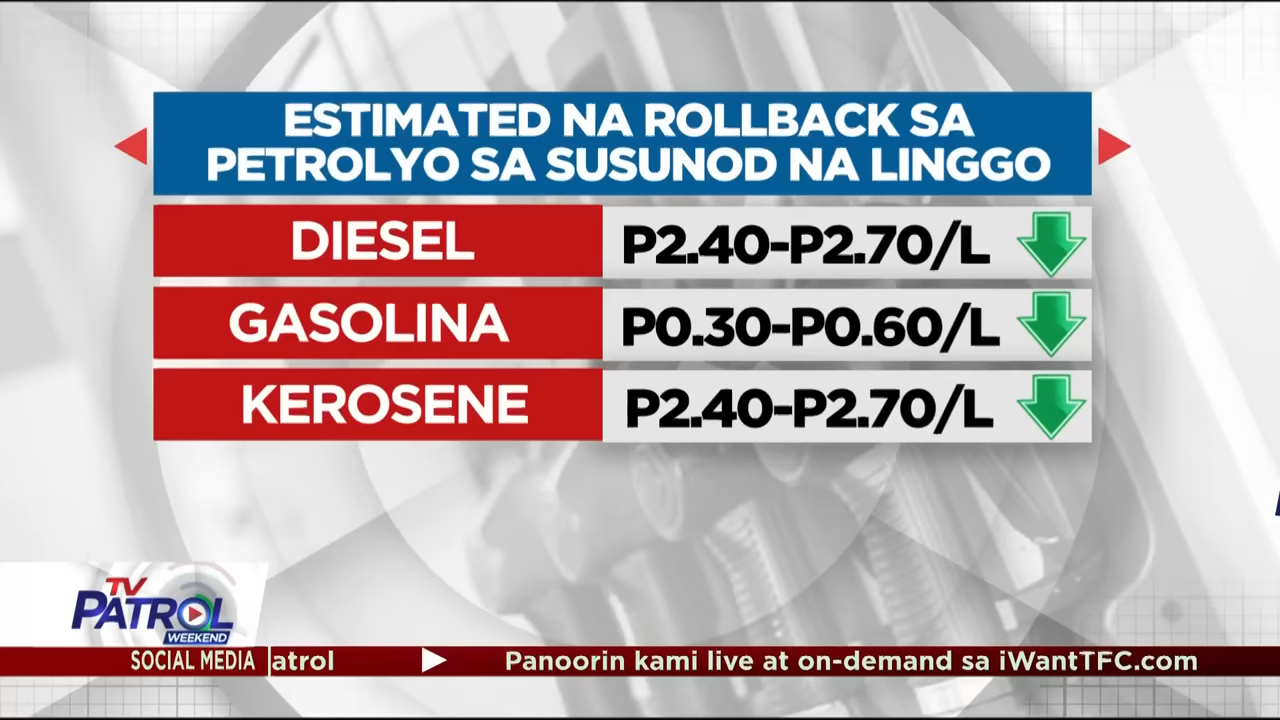 ESTIMATED NA ROLLBACK SA
PETROLYO SA SUSUNOD NA LINGGO
DIESEL P2.40-P2.70/L
GASOLINA P0.30-P0.60/L
KEROSENE P2.40-P2.70/L
TV
PATROL
WEEKEND
SOCIAL MEDIA atrol Panoorin kami live at on-demand sa iWantTFC.com